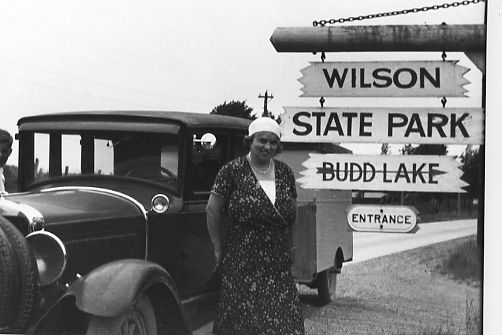 WILSON
STATE PARK
BUDD LAKE
ENTRANCE